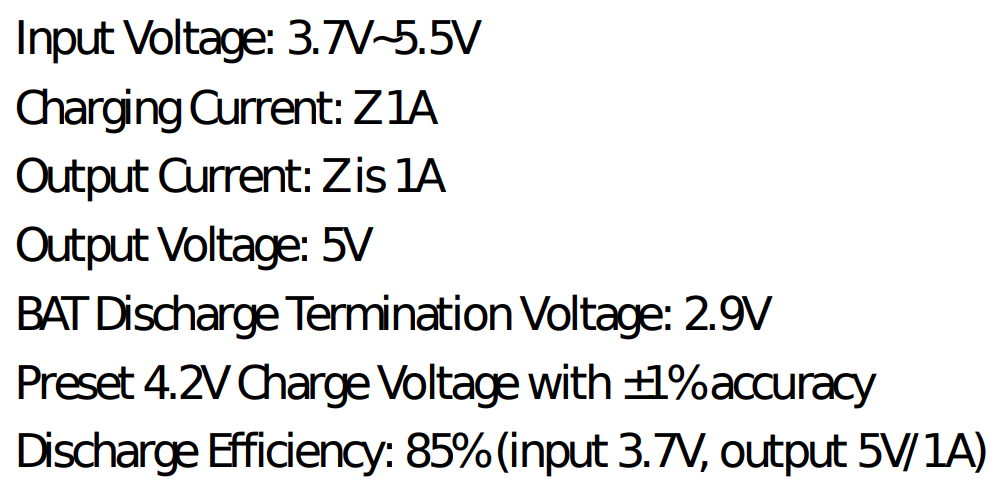 Input Voltage: 3.7V~5.5V
Charging Current: Z 1A
Output Current: Z is 1A
Output Voltage: 5V
BAT Discharge Termination Voltage: 2.9V
Preset 4.2V Charge Voltage with ±1% accuracy
Discharge Efficiency: 85% (input 3.7V, output 5V/1A)